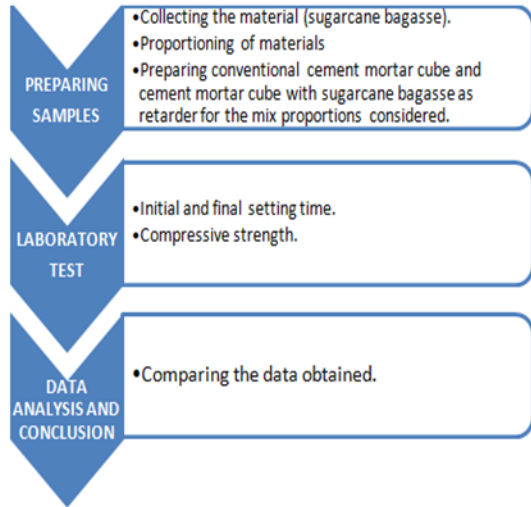 •Collecting the material (sugarcane bagasse).
•Proportioning of materials
•Preparing conventional cement mortar cube and
cement mortar cube with sugarcane bagasse as
retarder for the mix proportions considered.
PREPARING
SAMPLES
•Initial and final setting time.
•Compressive strength.
LABORATORY
TEST
•Comparing the data obtained.
DATA
ANALYSIS AND
CONCLUSION